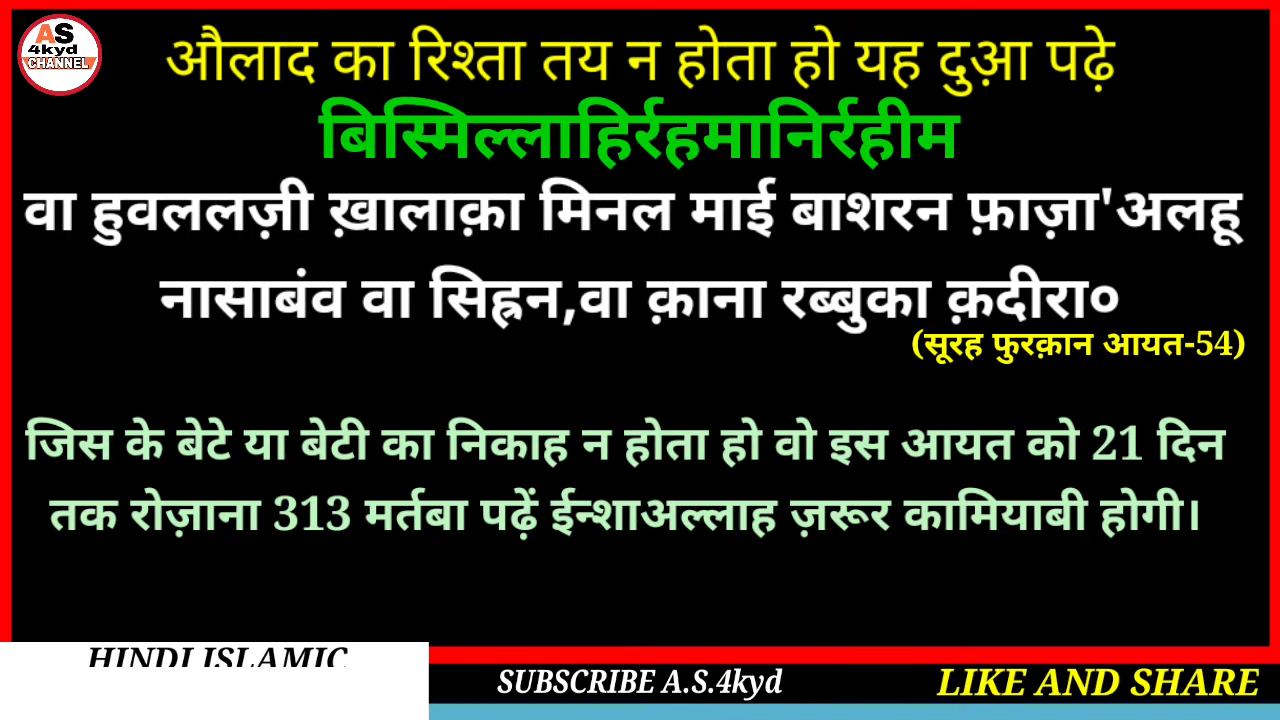 AS
4kyd
CHANNEL
औलाद का रिश्ता तय न होता हो यह दुआ़ पढ़े
बिस्मिल्लाहिर्रहमानिर्रहीम
वा हुवललज़ी ख़ालाक़ा मिनल माई बाशरन फ़ाज़ा'अलहू
नासाबंव वा सिह्रन,वा क़ाना रब्बुका क़दीरा०
(सूरह फुरक़ान आयत-54)
जिस के बेटे या बेटी का निकाह न होता हो वो इस आयत को 21 दिन
तक रोज़ाना 313 मर्तबा पढ़ें ईन्शाअल्लाह ज़रूर कामियाबी होगी।
HINDI ISLAMIC
SUBSCRIBE A.S.4kyd
LIKE AND SHARE